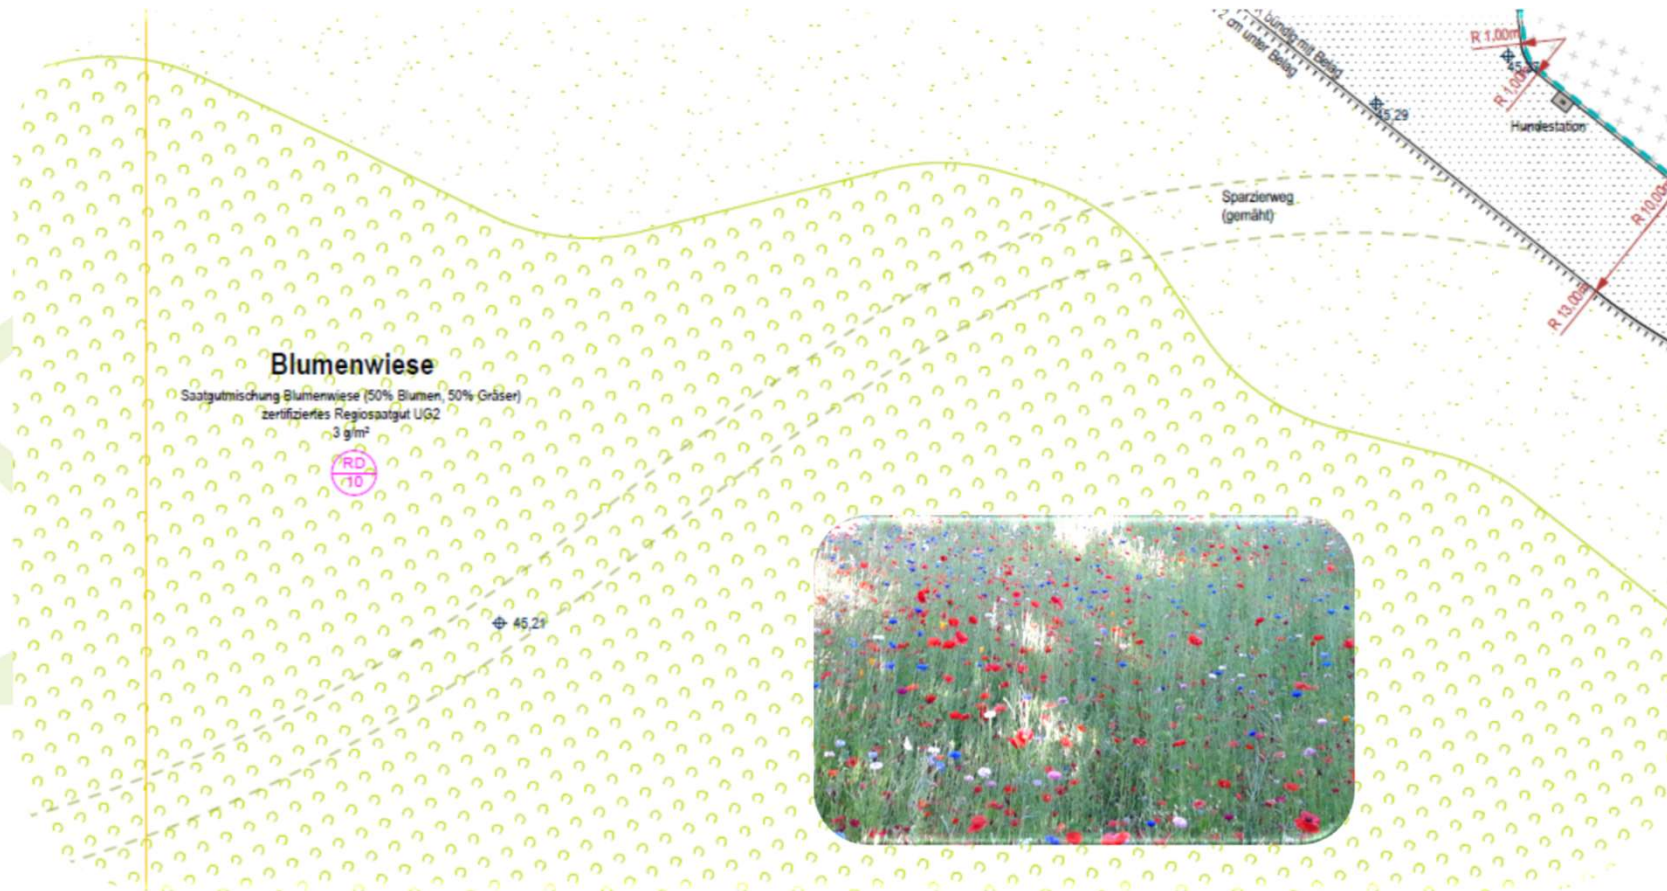 bündig mit Belag
2 cm unter Belag
R 1,00m
R 1,00m
45,29
Hundestation
Sparzierweg
(gemäht)
R 10,00
R 13,00m
Blumenwiese
Saatgutmischung Blumenwiese (50% Blumen, 50% Gräser)
zertifiziertes Regiosaatgut UG2
3 g/m²
RD
10
45,21